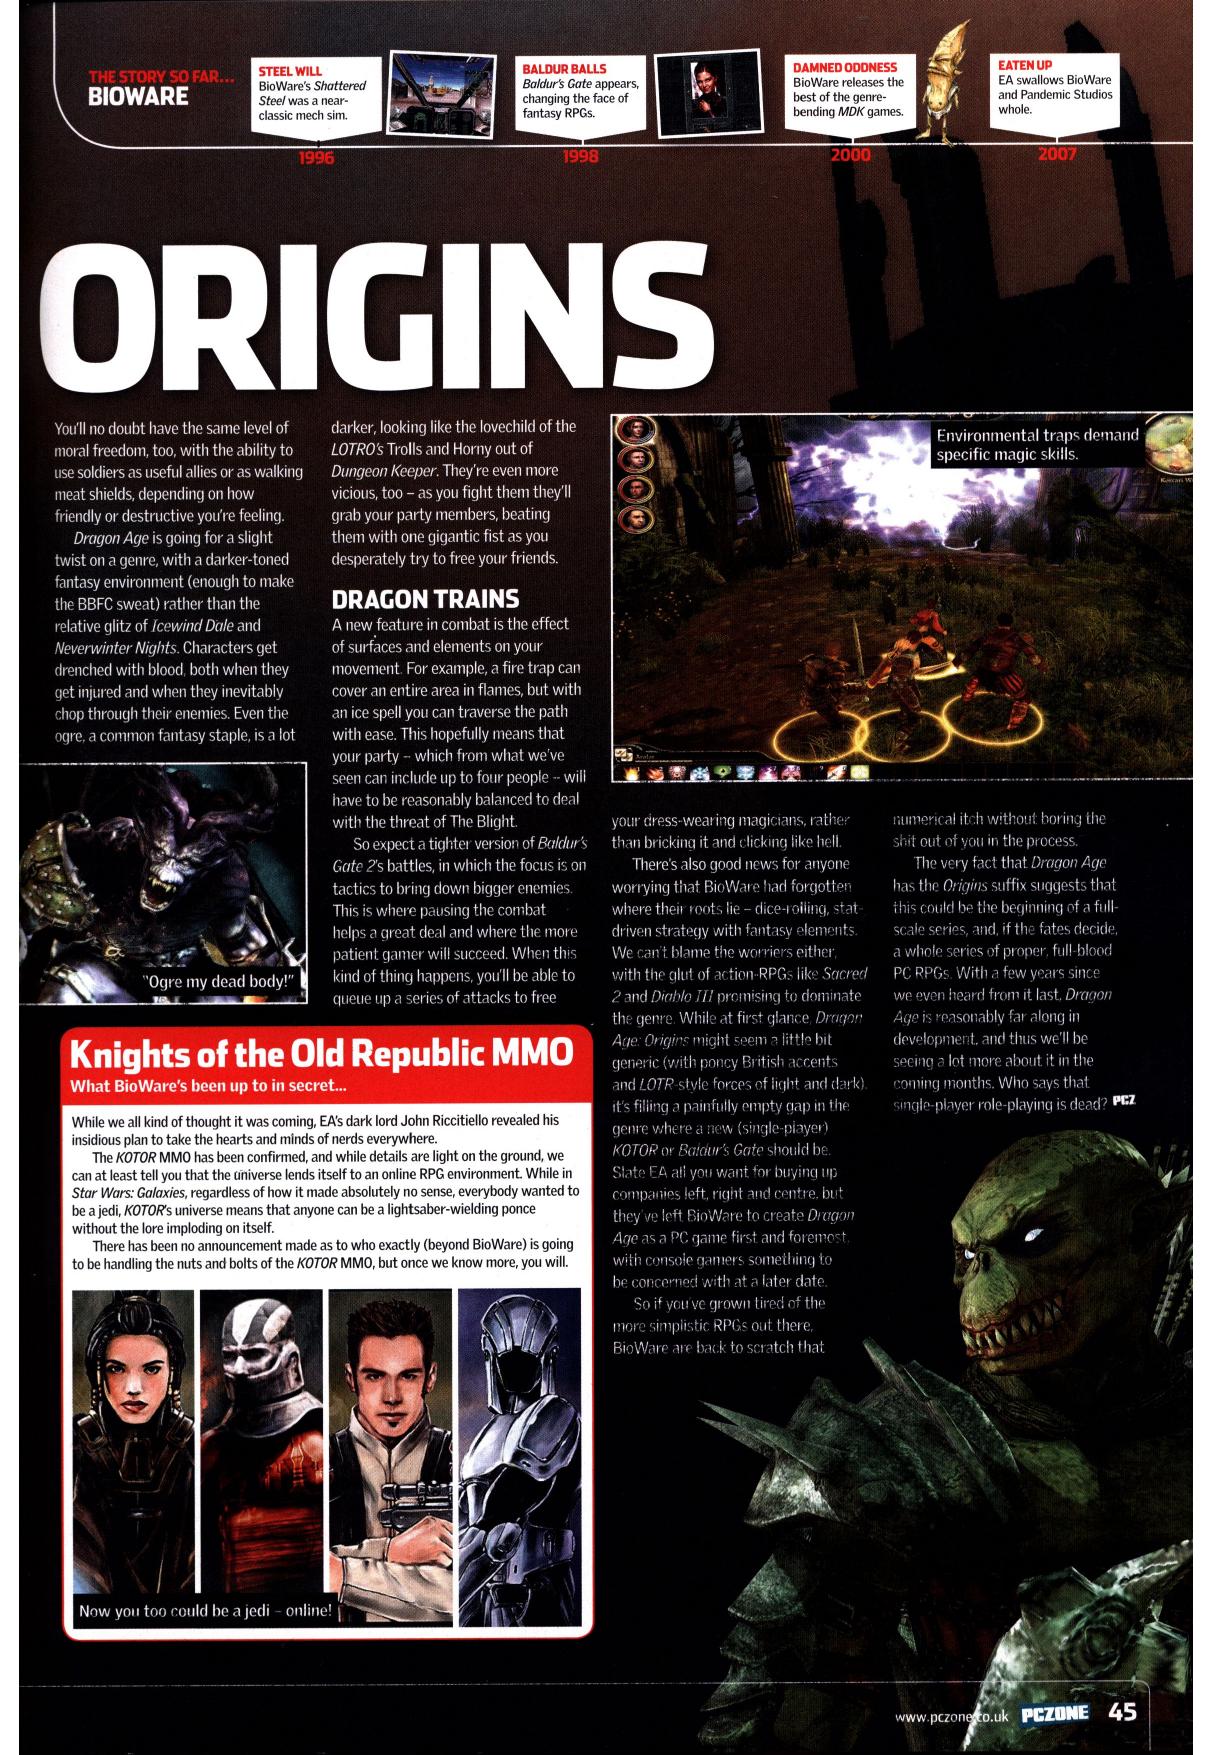 THE STORY SO FAR...
BIOWARE
STEEL WILL
BioWare's Shattered
Steel was a near-
classic mech sim.
1996
BALDUR BALLS
Baldur's Gate appears,
changing the face of
fantasy RPGs.
1998
DAMNED ODDNESS
BioWare releases the
best of the genre-
bending MDK games.
2000
EATEN UP
EA swallows BioWare
and Pandemic Studios
whole.
2007
ORIGINS
You'll no doubt have the same level of
moral freedom, too, with the ability to
use soldiers as useful allies or as walking
meat shields, depending on how
friendly or destructive you're feeling.
Dragon Age is going for a slight
twist on a genre, with a darker-toned
fantasy environment (enough to make
the BBFC sweat) rather than the
relative glitz of Icewind Dale and
Neverwinter Nights. Characters get
drenched with blood, both when they
get injured and when they inevitably
chop through their enemies. Even the
ogre, a common fantasy staple, is a lot
"Ogre my dead body!"
darker, looking like the lovechild of the
LOTRO's Trolls and Horny out of
Dungeon Keeper. They're even more
vicious, too – as you fight them they'll
grab your party members, beating
them with one gigantic fist as you
desperately try to free your friends.
DRAGON TRAINS
A new feature in combat is the effect
of surfaces and elements on your
movement. For example, a fire trap can
cover an entire area in flames, but with
an ice spell you can traverse the path
with ease. This hopefully means that
your party – which from what we've
seen can include up to four people – will
have to be reasonably balanced to deal
with the threat of The Blight.
So expect a tighter version of Baldur's
Gate 2's battles, in which the focus is on
tactics to bring down bigger enemies.
This is where pausing the combat
helps a great deal and where the more
patient gamer will succeed. When this
kind of thing happens, you'll be able to
queue up a series of attacks to free
Environmental traps demand
specific magic skills.
your dress-wearing magicians, rather
than bricking it and clicking like hell.
There's also good news for anyone
worrying that BioWare had forgotten
where their roots lie – dice-rolling, stat-
driven strategy with fantasy elements.
We can't blame the worriers either,
with the glut of action-RPGs like Sacred
2 and Diablo III promising to dominate
the genre. While at first glance, Dragon
Age: Origins might seem a little bit
generic (with poncy British accents
and LOTR-style forces of light and dark),
it's filling a painfully empty gap in the
genre where a new (single-player)
KOTOR or Baldur's Gate should be.
Slate EA all you want for buying up
companies left, right and centre, but
they've left BioWare to create Dragon
Age as a PC game first and foremost,
with console gamers something to
be concerned with at a later date.
So if you've grown tired of the
more simplistic RPGs out there,
BioWare are back to scratch that
numerical itch without boring the
shit out of you in the process.
The very fact that Dragon Age
has the Origins suffix suggests that
this could be the beginning of a full-
scale series, and, if the fates decide,
a whole series of proper, full-blood
PC RPGs. With a few years since
we even heard from it last, Dragon
Age is reasonably far along in
development, and thus we'll be
seeing a lot more about it in the
coming months. Who says that
single-player role-playing is dead? PCZ
Knights of the Old Republic MMO
What BioWare's been up to in secret...
While we all kind of thought it was coming, EA's dark lord John Riccitiello revealed his
insidious plan to take the hearts and minds of nerds everywhere.
The KOTOR MMO has been confirmed, and while details are light on the ground, we
can at least tell you that the universe lends itself to an online RPG environment. While in
Star Wars: Galaxies, regardless of how it made absolutely no sense, everybody wanted to
be a jedi, KOTOR's universe means that anyone can be a lightsaber-wielding ponce
without the lore imploding on itself.
There has been no announcement made as to who exactly (beyond BioWare) is going
to be handling the nuts and bolts of the KOTOR MMO, but once we know more, you will.
Now you too could be a jedi – online!
www.pczone.co.uk PCZONE 45